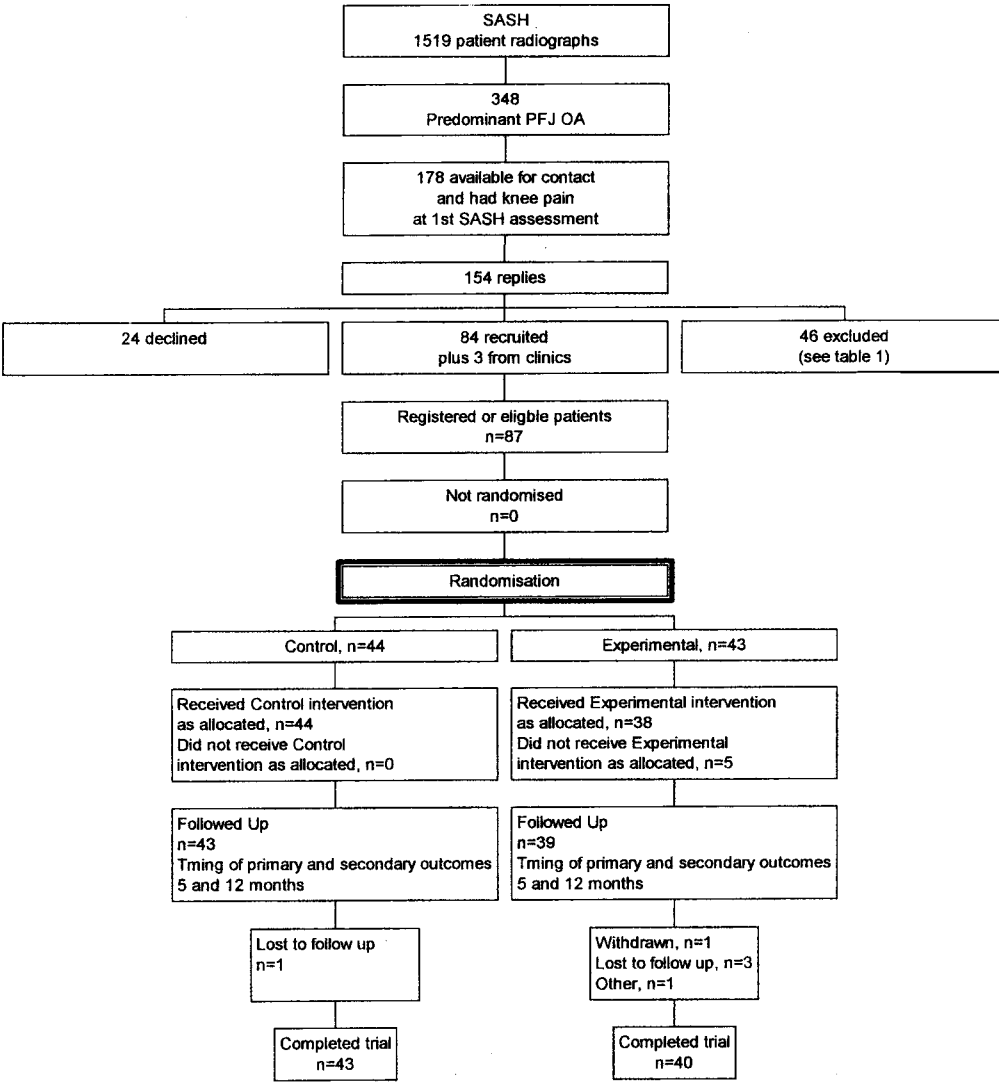 SASH
1519 patient radiographs
348
Predominant PFJ OA
178 available for contact
and had knee pain
at 1st SASH assessment
154 replies
24 declined
84 recruited
plus 3 from clinics
46 excluded
(see table 1)
Registered or eligble patients
n=87
Not randomised
n=0
Randomisation
Control, n=44
Experimental, n=43
Received Control intervention
as allocated, n=44
Did not receive Control
intervention as allocated, n=0
Received Experimental intervention
as allocated, n=38
Did not receive Experimental
intervention as allocated, n=5
Followed Up
n=43
Tming of primary and secondary outcomes
5 and 12 months
Followed Up
n=39
Tming of primary and secondary outcomes
5 and 12 months
Lost to follow up
n=1
Withdrawn, n=1
Lost to follow up, n=3
Other, n=1
Completed trial
n=43
Completed trial
n=40